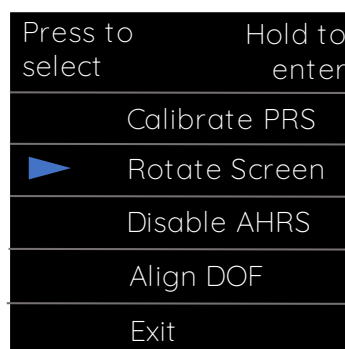 Press to select
Hold to enter
Calibrate PRS
Rotate Screen
Disable AHRS
Align DOF
Exit